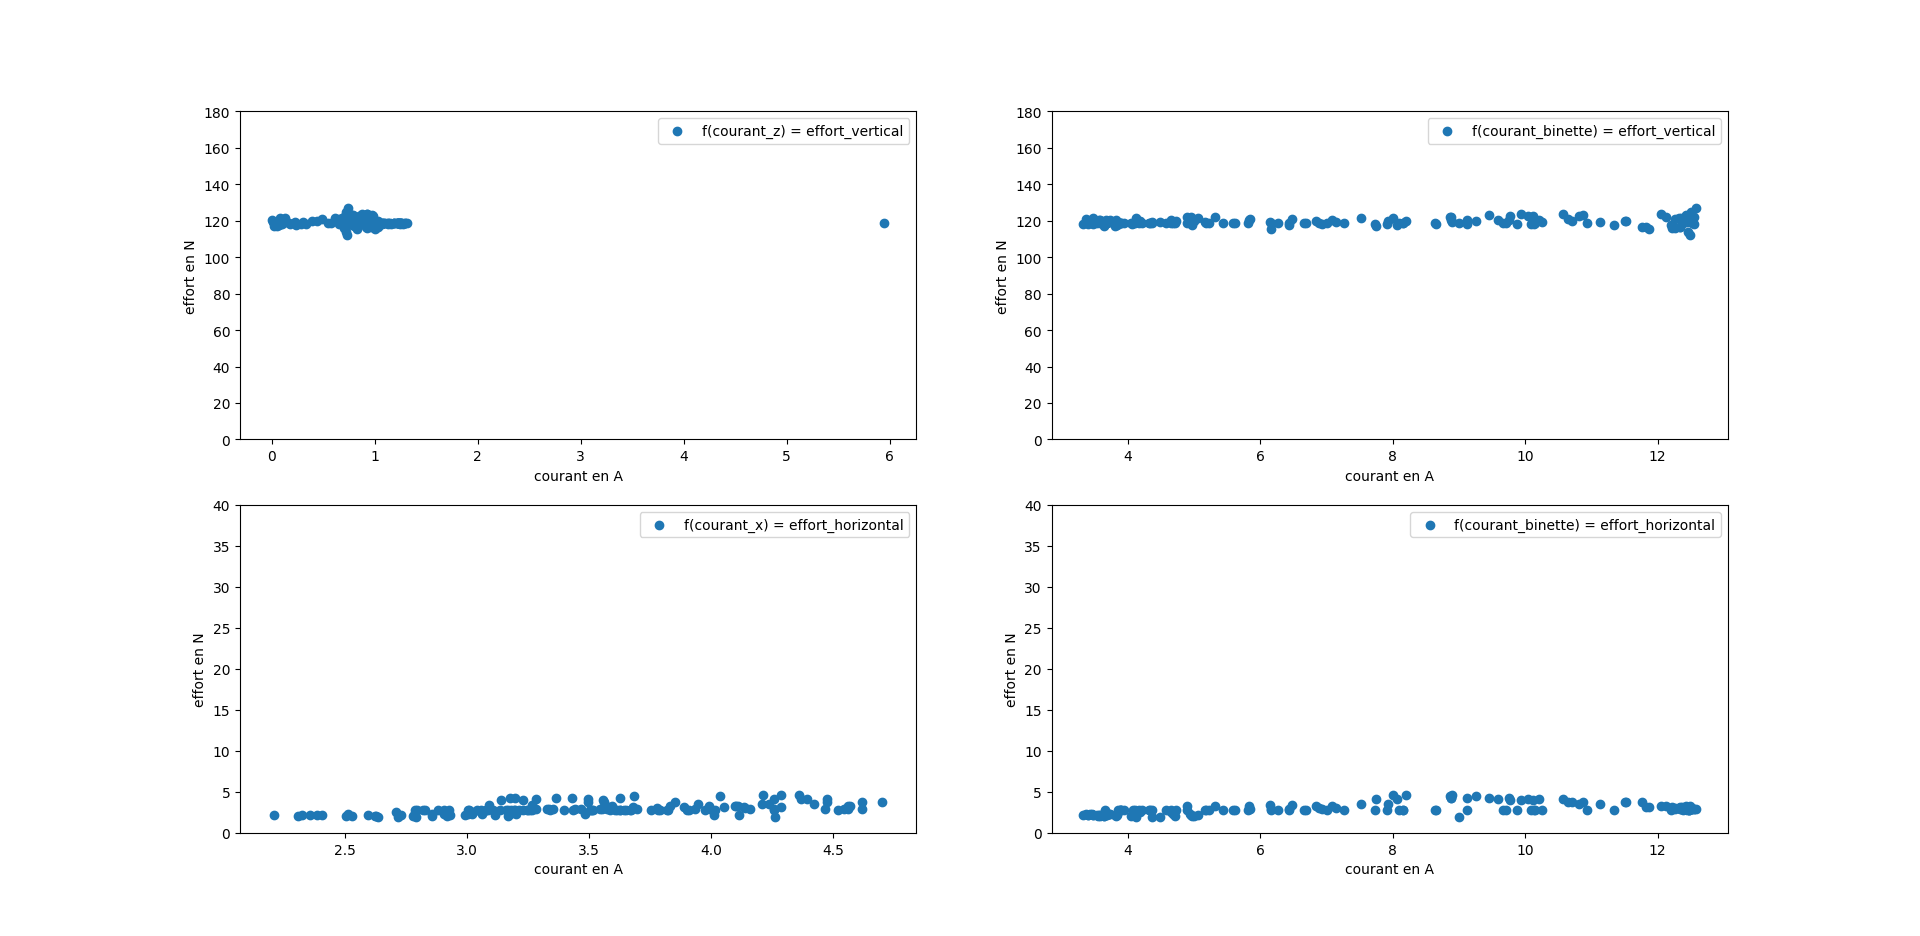 f(courant_z) = effort_vertical
180
160
140
120
100
80
60
40
20
0
effort en N
0 1 2 3 4 5 6
courant en A
f(courant_binette) = effort_vertical
180
160
140
120
100
80
60
40
20
0
effort en N
4 6 8 10 12
courant en A
f(courant_x) = effort_horizontal
40
35
30
25
20
15
10
5
0
effort en N
2.5 3.0 3.5 4.0 4.5
courant en A
f(courant_binette) = effort_horizontal
40
35
30
25
20
15
10
5
0
effort en N
4 6 8 10 12
courant en A